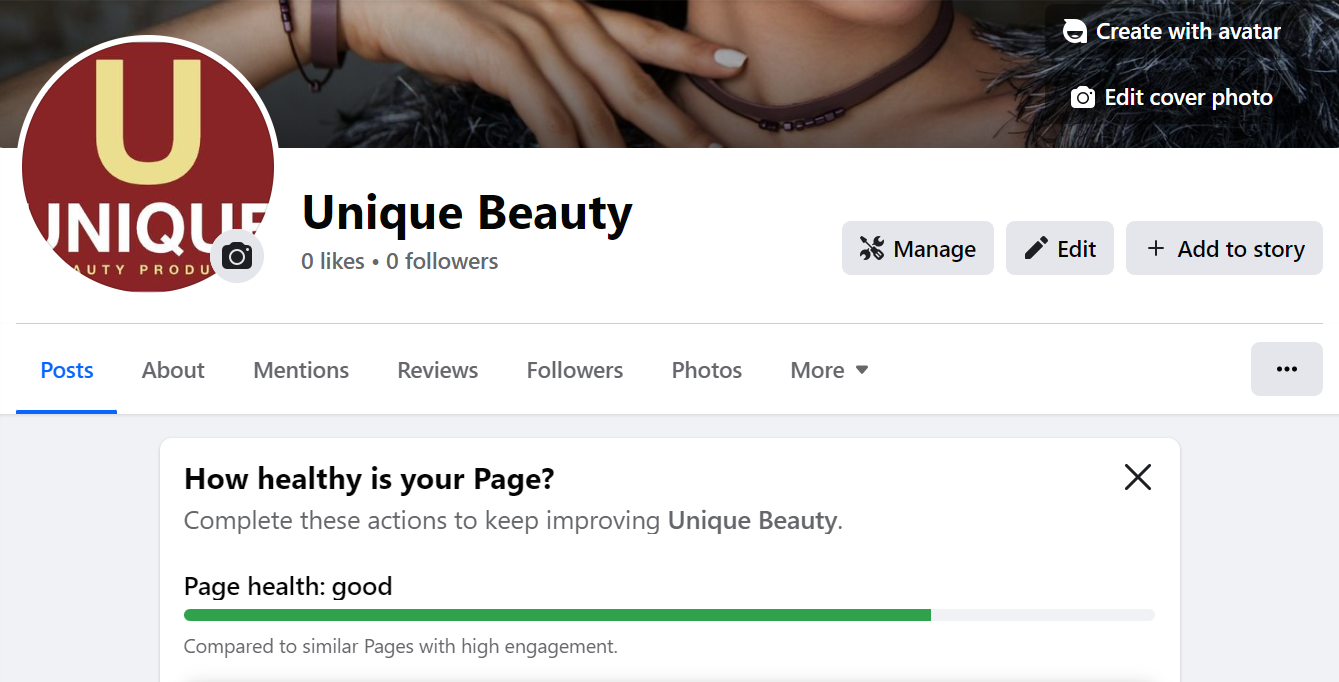 Create with avatar
Edit cover photo
U
UNIQUE
AUTY PRODU
Unique Beauty
0 likes • 0 followers
Manage
Edit
+ Add to story
Posts
About
Mentions
Reviews
Followers
Photos
More
How healthy is your Page?
Complete these actions to keep improving Unique Beauty.
Page health: good
Compared to similar Pages with high engagement.